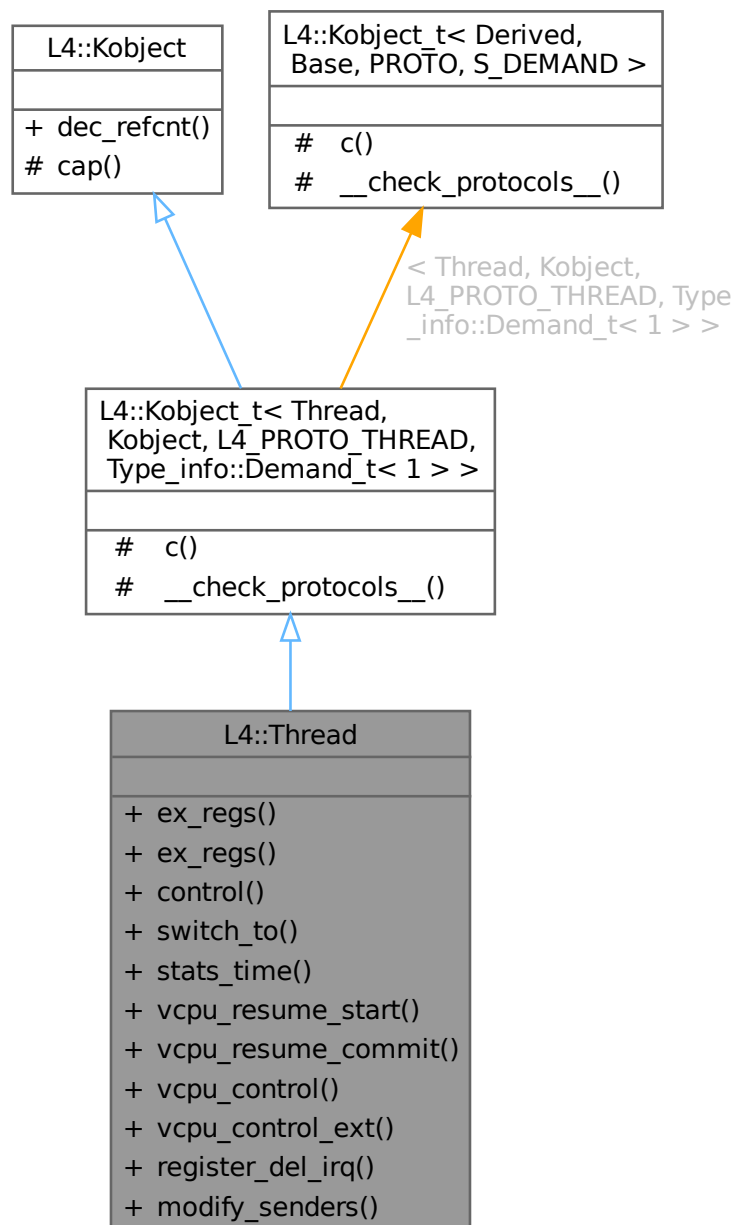 L4::Kobject
+ dec_refcnt()
# cap()
L4::Kobject_t< Derived,
Base, PROTO, S_DEMAND >
# c()
# __check_protocols__()
< Thread, Kobject,
L4_PROTO_THREAD, Type
_info::Demand_t< 1 > >
L4::Kobject_t< Thread,
Kobject, L4_PROTO_THREAD,
Type_info::Demand_t< 1 > >
# c()
# __check_protocols__()
L4::Thread
+ ex_regs()
+ ex_regs()
+ control()
+ switch_to()
+ stats_time()
+ vcpu_resume_start()
+ vcpu_resume_commit()
+ vcpu_control()
+ vcpu_control_ext()
+ register_del_irq()
+ modify_senders()